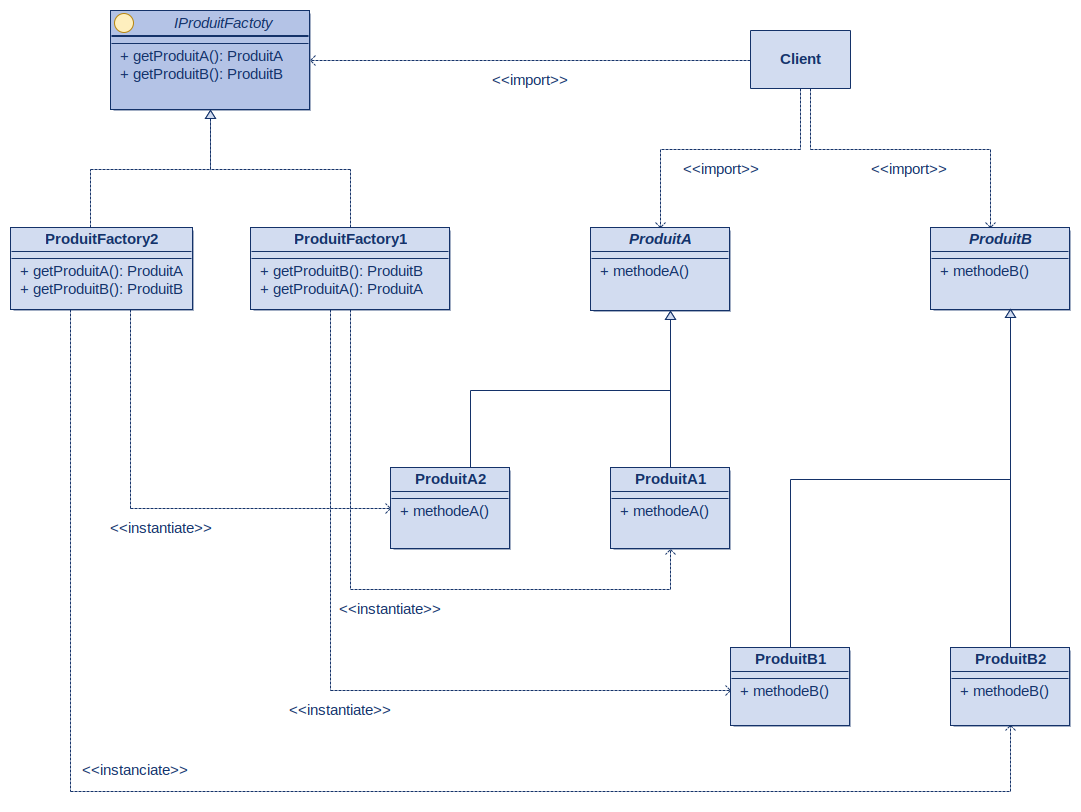 IProduitFactoty
+ getProduitA(): ProduitA
+ getProduitB(): ProduitB
Client
<<import>>
<<import>>
<<import>>
ProduitFactory2
+ getProduitA(): ProduitA
+ getProduitB(): ProduitB
ProduitFactory1
+ getProduitB(): ProduitB
+ getProduitA(): ProduitA
ProduitA
+ methodeA()
ProduitB
+ methodeB()
ProduitA2
+ methodeA()
ProduitA1
+ methodeA()
<<instantiate>>
<<instantiate>>
ProduitB1
+ methodeB()
ProduitB2
+ methodeB()
<<instantiate>>
<<instanciate>>